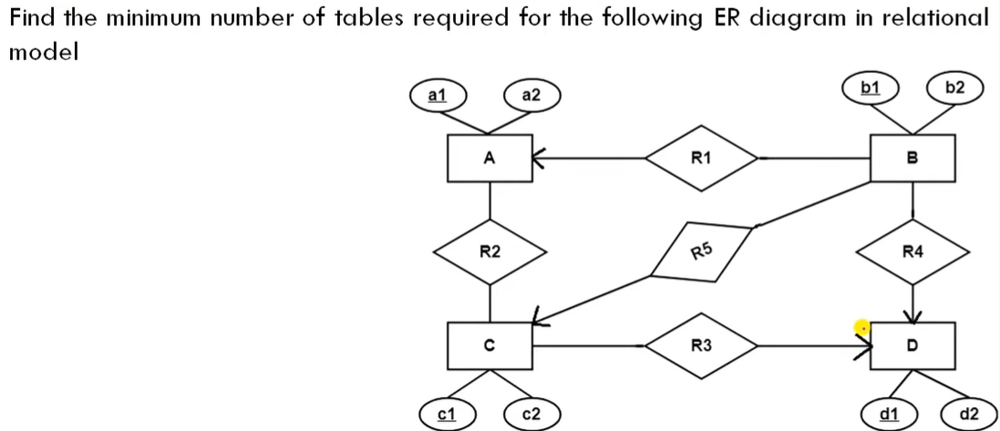 Find the minimum number of tables required for the following ER diagram in relational
model
a1 a2 b1 b2
A R1 B
R2 R5 R4
C R3 D
c1 c2 d1 d2